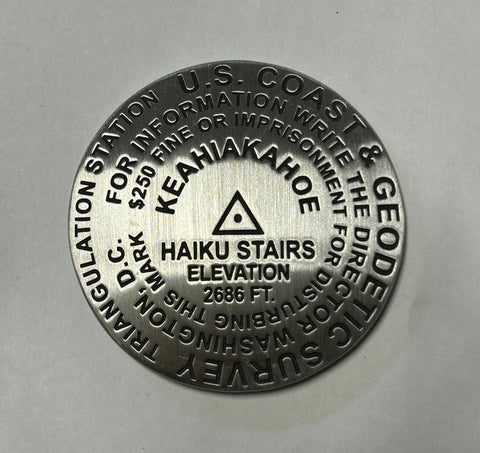 U.S. COAST & GEODETIC SURVEY
TRIANGULATION STATION
FOR INFORMATION WRITE THE DIRECTOR WASHINGTON, D.C.
$250 FINE OR IMPRISONMENT FOR DISTURBING THIS MARK
KEAHIAKAHOE
HAIKU STAIRS
ELEVATION
2686 FT.